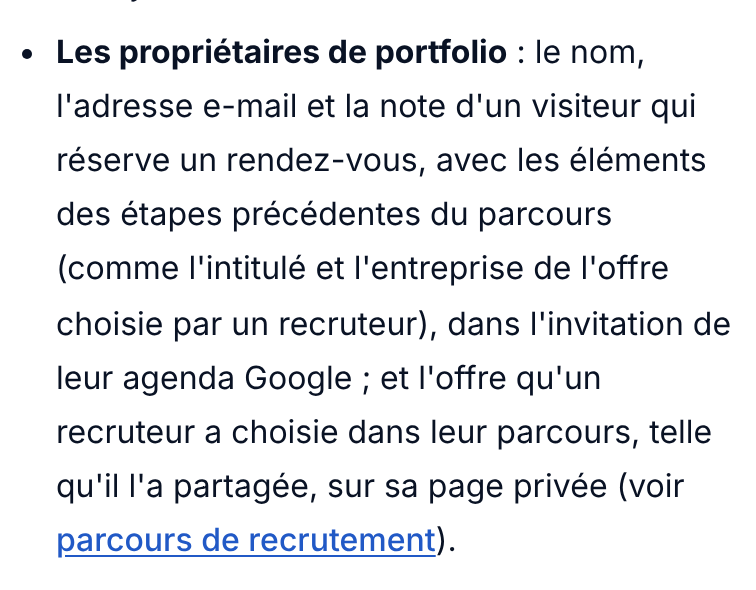 • Les propriétaires de portfolio : le nom,
l'adresse e-mail et la note d'un visiteur qui
réserve un rendez-vous, avec les éléments
des étapes précédentes du parcours
(comme l'intitulé et l'entreprise de l'offre
choisie par un recruteur), dans l'invitation de
leur agenda Google ; et l'offre qu'un
recruteur a choisie dans leur parcours, telle
qu'il l'a partagée, sur sa page privée (voir
parcours de recrutement).